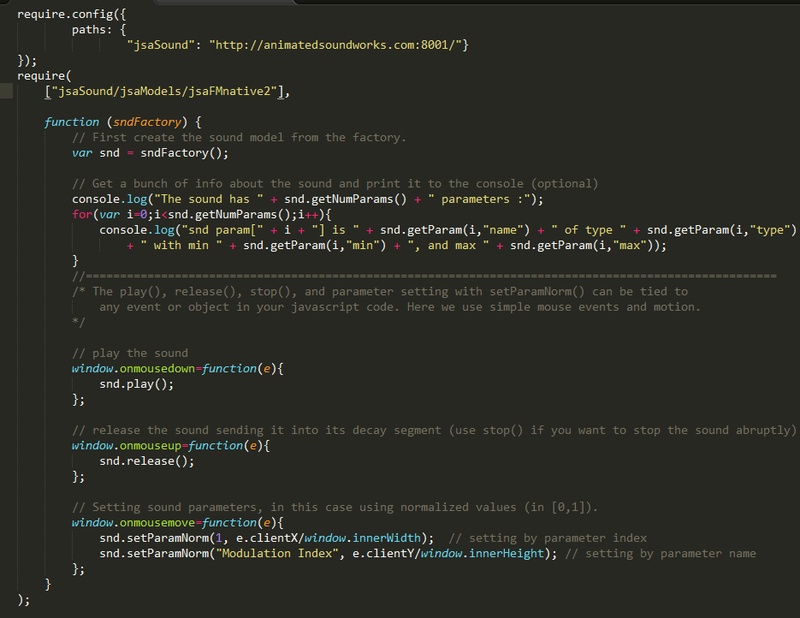 require.config({
paths: {
"jsaSound": "http://animatedsoundworks.com:8001/"}
});
require(
["jsaSound/jsaModels/jsaFMnative2"],
function (sndFactory) {
// First create the sound model from the factory.
var snd = sndFactory();
// Get a bunch of info about the sound and print it to the console (optional)
console.log("The sound has " + snd.getNumParams() + " parameters :");
for(var i=0;i<snd.getNumParams();i++){
console.log("snd param[" + i + "] is " + snd.getParam(i,"name") + " of type " + snd.getParam(i,"type")
+ " with min " + snd.getParam(i,"min") + ", and max " + snd.getParam(i,"max"));
}
//=====================================================================================================
/* The play(), release(), stop(), and parameter setting with setParamNorm() can be tied to
any event or object in your javascript code. Here we use simple mouse events and motion.
*/
// play the sound
window.onmousedown=function(e){
snd.play();
};
// release the sound sending it into its decay segment (use stop() if you want to stop the sound abruptly)
window.onmouseup=function(e){
snd.release();
};
// Setting sound parameters, in this case using normalized values (in [0,1]).
window.onmousemove=function(e){
snd.setParamNorm(1, e.clientX/window.innerWidth);  // setting by parameter index
snd.setParamNorm("Modulation Index", e.clientY/window.innerHeight); // setting by parameter name
};
}
);